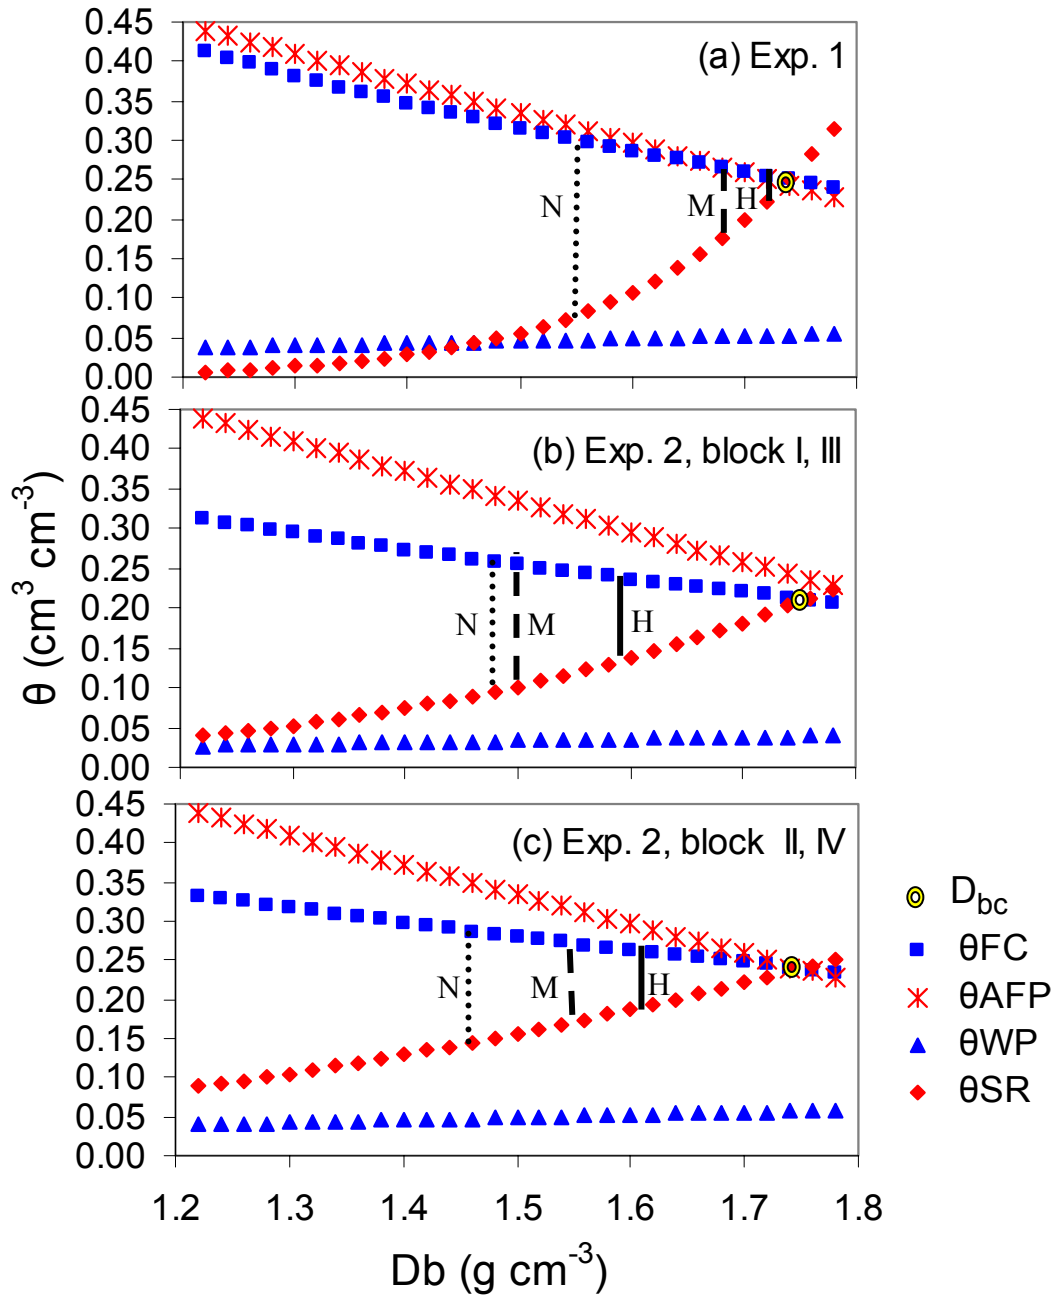 0.45
0.40
0.35
0.30
0.25
0.20
0.15
0.10
0.05
0.00
(a) Exp. 1
N
M
H
0.45
0.40
0.35
0.30
0.25
0.20
0.15
0.10
0.05
0.00
(b) Exp. 2, block I, III
N
M
H
θ (cm³ cm⁻³)
0.45
0.40
0.35
0.30
0.25
0.20
0.15
0.10
0.05
0.00
(c) Exp. 2, block II, IV
N
M
H
1.2 1.3 1.4 1.5 1.6 1.7 1.8
Db (g cm⁻³)
D_bc
θFC
θAFP
θWP
θSR